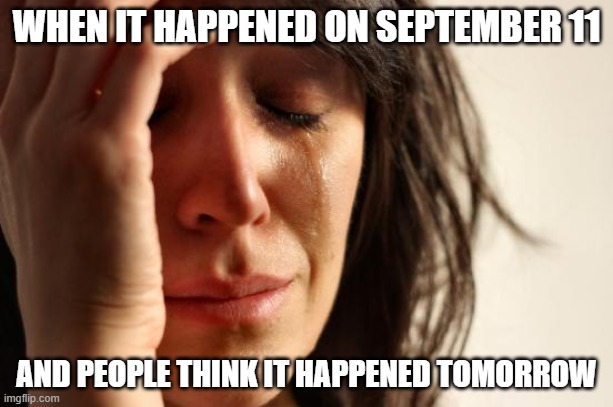 WHEN IT HAPPENED ON SEPTEMBER 11
AND PEOPLE THINK IT HAPPENED TOMORROW
imgflip.com